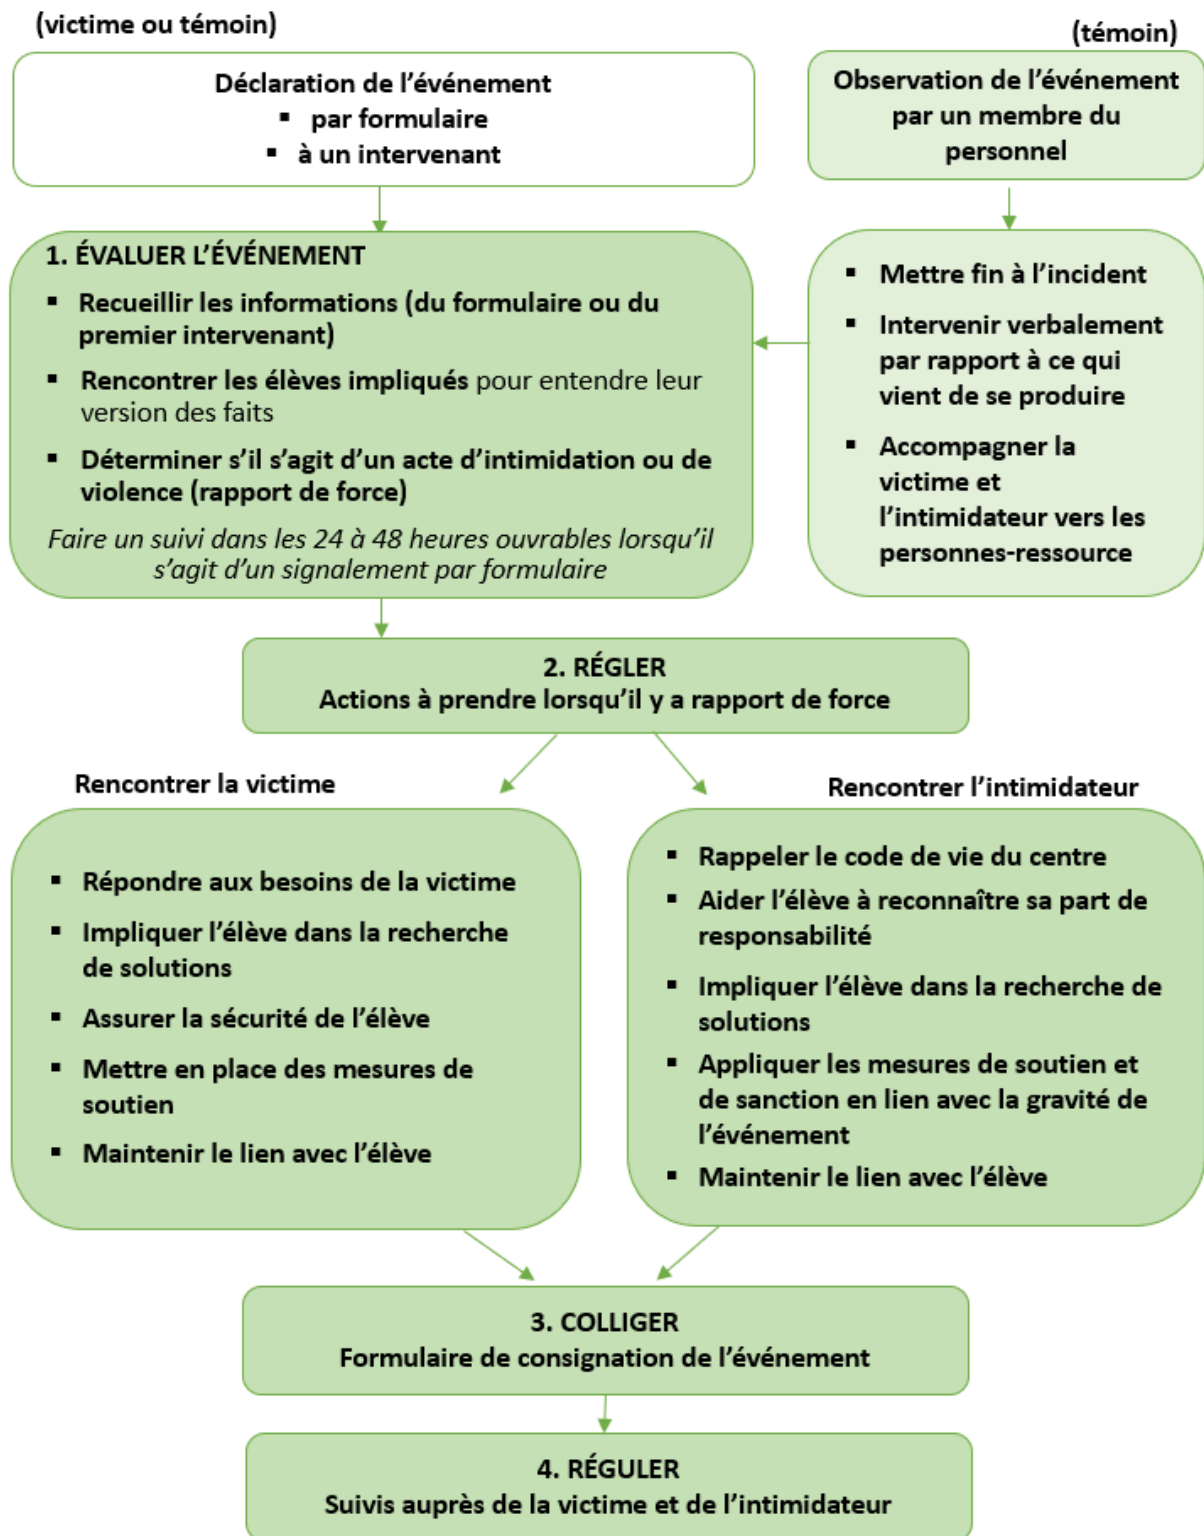 (victime ou témoin)
Déclaration de l'événement
▪ par formulaire
▪ à un intervenant
(témoin)
Observation de l'événement
par un membre du
personnel
1. ÉVALUER L'ÉVÉNEMENT
▪ Recueillir les informations (du formulaire ou du
premier intervenant)
▪ Rencontrer les élèves impliqués pour entendre leur
version des faits
▪ Déterminer s'il s'agit d'un acte d'intimidation ou de
violence (rapport de force)
Faire un suivi dans les 24 à 48 heures ouvrables lorsqu'il
s'agit d'un signalement par formulaire
▪ Mettre fin à l'incident
▪ Intervenir verbalement
par rapport à ce qui
vient de se produire
▪ Accompagner la
victime et
l'intimidateur vers les
personnes-ressource
2. RÉGLER
Actions à prendre lorsqu'il y a rapport de force
Rencontrer la victime
▪ Répondre aux besoins de la victime
▪ Impliquer l'élève dans la recherche
de solutions
▪ Assurer la sécurité de l'élève
▪ Mettre en place des mesures de
soutien
▪ Maintenir le lien avec l'élève
Rencontrer l'intimidateur
▪ Rappeler le code de vie du centre
▪ Aider l'élève à reconnaître sa part de
responsabilité
▪ Impliquer l'élève dans la recherche de
solutions
▪ Appliquer les mesures de soutien et
de sanction en lien avec la gravité de
l'événement
▪ Maintenir le lien avec l'élève
3. COLLIGER
Formulaire de consignation de l'événement
4. RÉGULER
Suivis auprès de la victime et de l'intimidateur